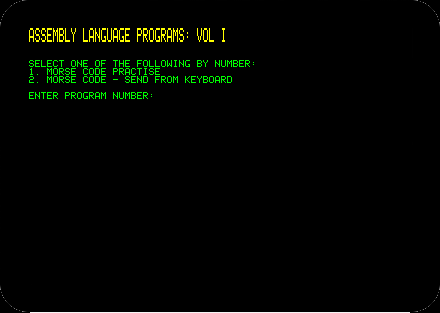 ASSEMBLY LANGUAGE PROGRAMS: VOL I
SELECT ONE OF THE FOLLOWING BY NUMBER:
1. MORSE CODE PRACTISE
2. MORSE CODE - SEND FROM KEYBOARD
ENTER PROGRAM NUMBER: